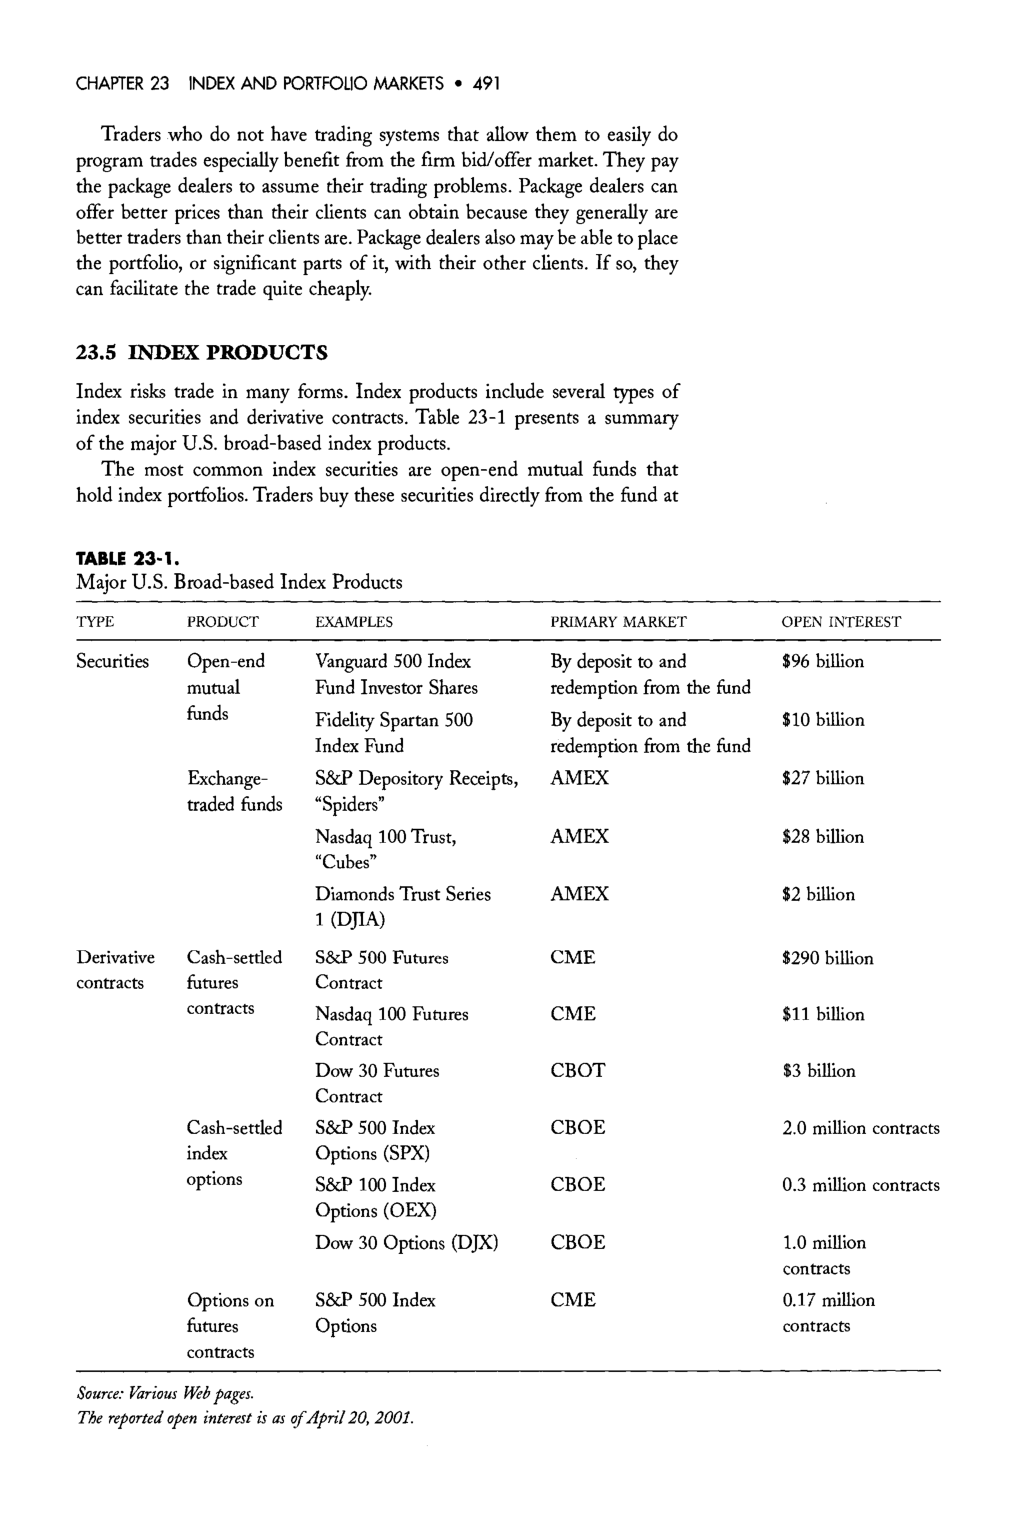 CHAPTER 23 INDEX AND PORTFOLIO MARKETS • 491
Traders who do not have trading systems that allow them to easily do
program trades especially benefit from the firm bid/offer market. They pay
the package dealers to assume their trading problems. Package dealers can
offer better prices than their clients can obtain because they generally are
better traders than their clients are. Package dealers also may be able to place
the portfolio, or significant parts of it, with their other clients. If so, they
can facilitate the trade quite cheaply.
23.5 INDEX PRODUCTS
Index risks trade in many forms. Index products include several types of
index securities and derivative contracts. Table 23-1 presents a summary
of the major U.S. broad-based index products.
The most common index securities are open-end mutual funds that
hold index portfolios. Traders buy these securities directly from the fund at
TABLE 23-1.
Major U.S. Broad-based Index Products
TYPE PRODUCT EXAMPLES PRIMARY MARKET OPEN INTEREST
Securities Open-end Vanguard 500 Index By deposit to and $96 billion
mutual Fund Investor Shares redemption from the fund
funds Fidelity Spartan 500 By deposit to and $10 billion
Index Fund redemption from the fund
Exchange- S&P Depository Receipts, AMEX $27 billion
traded funds "Spiders"
Nasdaq 100 Trust, AMEX $28 billion
"Cubes"
Diamonds Trust Series AMEX $2 billion
1 (DJIA)
Derivative Cash-settled S&P 500 Futures CME $290 billion
contracts futures Contract
contracts Nasdaq 100 Futures CME $11 billion
Contract
Dow 30 Futures CBOT $3 billion
Contract
Cash-settled S&P 500 Index CBOE 2.0 million contracts
index Options (SPX)
options S&P 100 Index CBOE 0.3 million contracts
Options (OEX)
Dow 30 Options (DJX) CBOE 1.0 million
contracts
Options on S&P 500 Index CME 0.17 million
futures Options contracts
contracts
Source: Various Web pages.
The reported open interest is as of April 20, 2001.